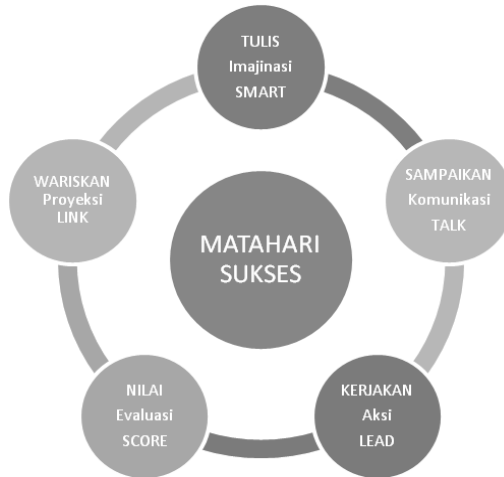 TULIS
Imajinasi
SMART
SAMPAIKAN
Komunikasi
TALK
KERJAKAN
Aksi
LEAD
NILAI
Evaluasi
SCORE
WARISKAN
Proyeksi
LINK
MATAHARI
SUKSES